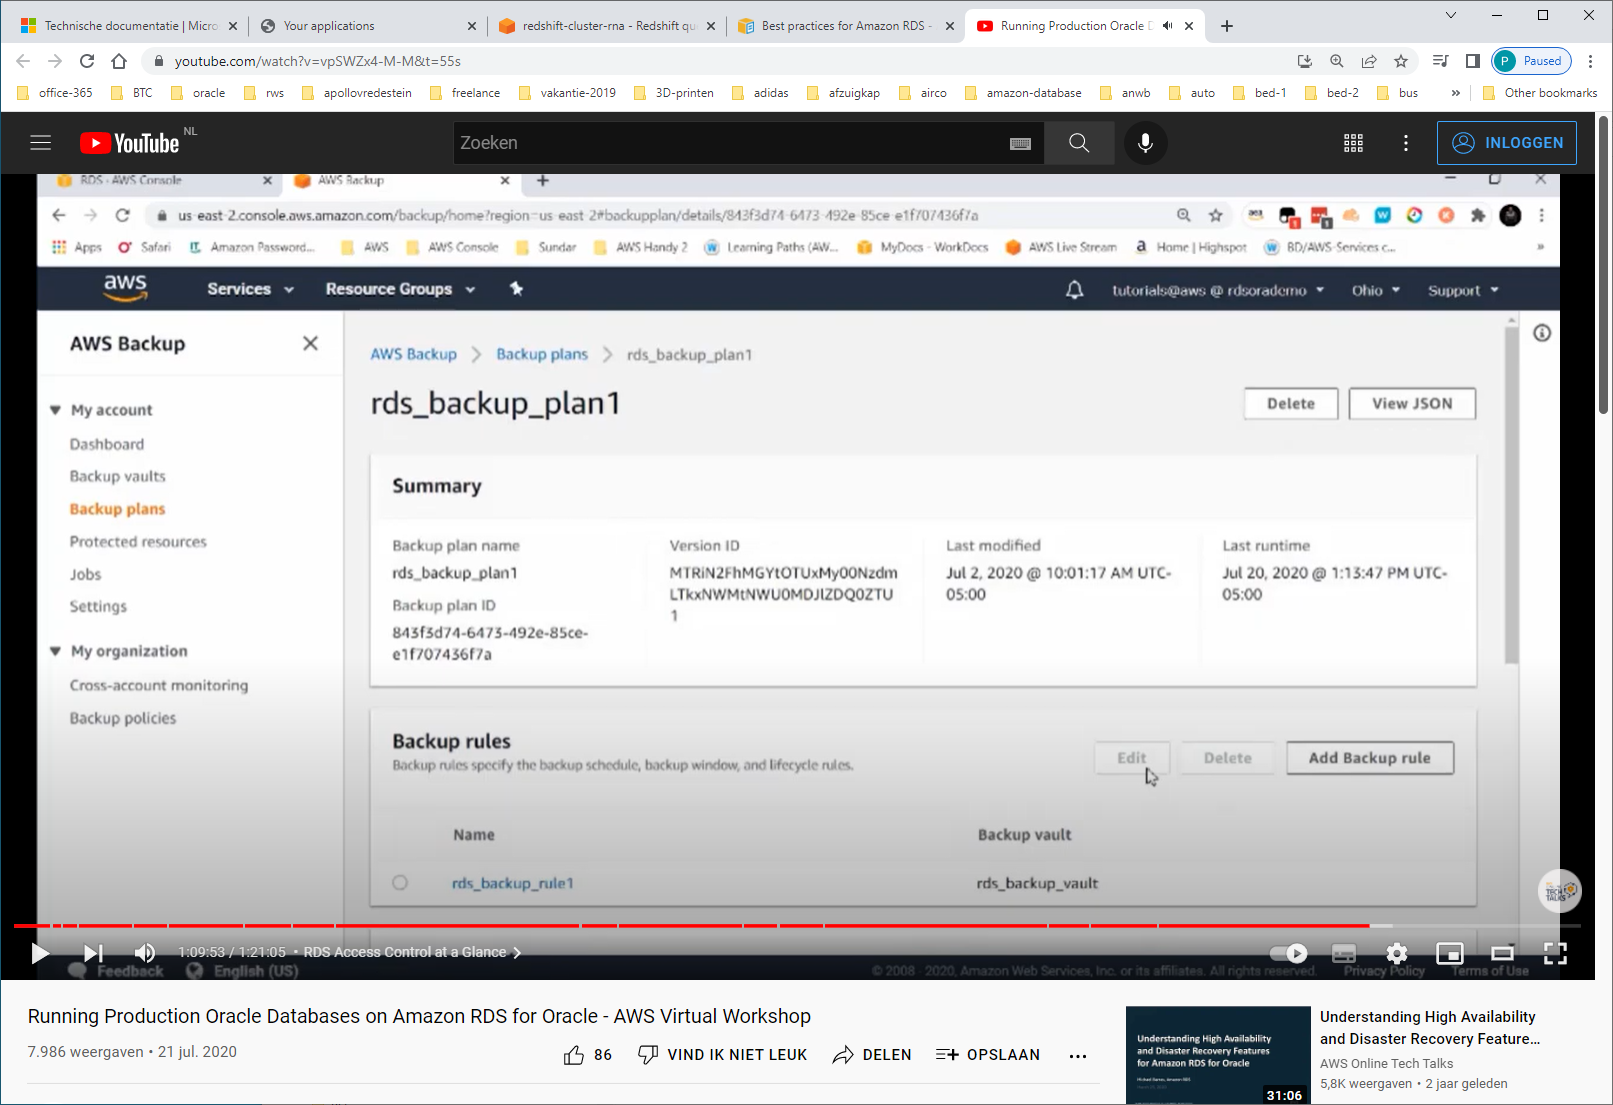 Technische documentatie | Micro
Your applications
redshift-cluster-rna - Redshift qu
Best practices for Amazon RDS -
Running Production Oracle D
youtube.com/watch?v=vpSWZx4-M-M&t=55s
P Paused
office-365 BTC oracle rws apollovredestein freelance vakantie-2019 3D-printen adidas afzuigkap airco amazon-database anwb auto bed-1 bed-2 bus » Other bookmarks
YouTube NL
Zoeken
INLOGGEN
RDS - AWS Console
AWS Backup
us-east-2.console.aws.amazon.com/backup/home?region=us-east-2#backupplan/details/843f3d74-6473-492e-85ce-e1f707436f7a
Apps Safari Amazon Password... AWS AWS Console Sundar AWS Handy 2 Learning Paths (AW... MyDocs - WorkDocs AWS Live Stream Home | Highspot BD/AWS-Services c... »
aws Services Resource Groups tutorials@aws @ rdsorademo Ohio Support
AWS Backup
My account
Dashboard
Backup vaults
Backup plans
Protected resources
Jobs
Settings
My organization
Cross-account monitoring
Backup policies
AWS Backup > Backup plans > rds_backup_plan1
rds_backup_plan1
Delete View JSON
Summary
Backup plan name
rds_backup_plan1
Backup plan ID
843f3d74-6473-492e-85ce-
e1f707436f7a
Version ID
Last modified
Jul 2, 2020 @ 10:01:17 AM UTC-
05:00
Last runtime
Jul 20, 2020 @ 1:13:47 PM UTC-
05:00
Backup rules
Backup rules specify the backup schedule, backup window, and lifecycle rules.
Edit Delete Add Backup rule
Name Backup vault
rds_backup_rule1 rds_backup_vault
TECH
TALKS
1:09:53 / 1:21:05 • RDS Access Control at a Glance
Feedback English (US) © 2008 - 2020, Amazon Web Services, Inc. or its affiliates. All rights reserved. Privacy Policy Terms of Use
Running Production Oracle Databases on Amazon RDS for Oracle - AWS Virtual Workshop
7.986 weergaven • 21 jul. 2020
86 VIND IK NIET LEUK DELEN OPSLAAN
Understanding High Availability
and Disaster Recovery Features
for Amazon RDS for Oracle
31:06
Understanding High Availability
and Disaster Recovery Feature...
AWS Online Tech Talks
5,8K weergaven • 2 jaar geleden